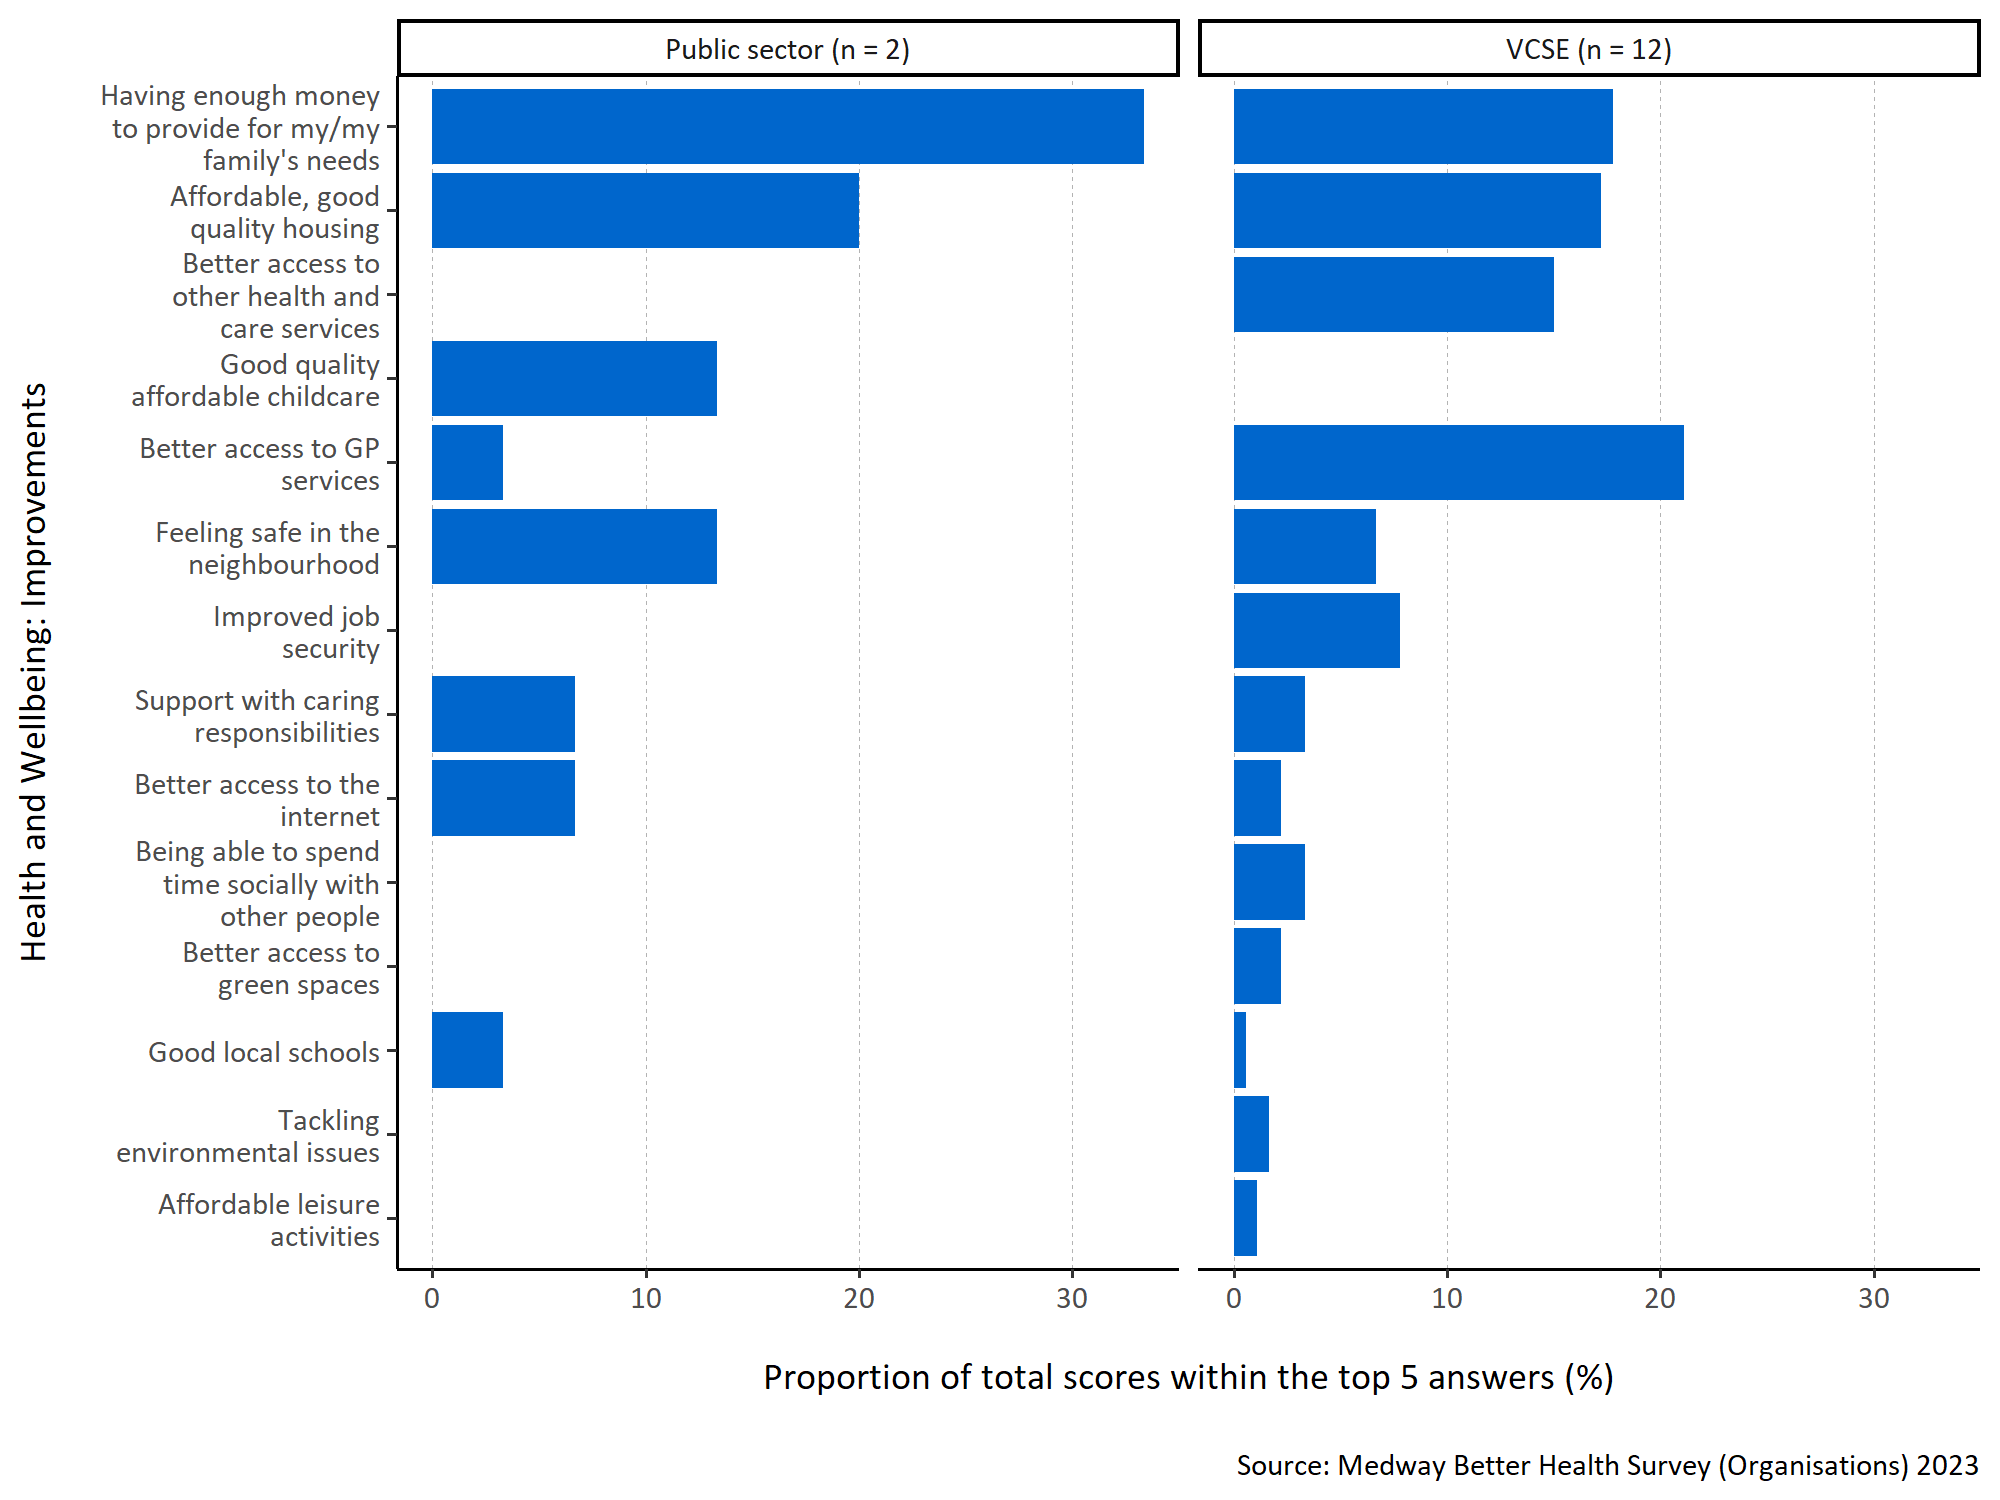 Public sector (n = 2)
VCSE (n = 12)
Health and Wellbeing: Improvements
Having enough money
to provide for my/my
family's needs
Affordable, good
quality housing
Better access to
other health and
care services
Good quality
affordable childcare
Better access to GP
services
Feeling safe in the
neighbourhood
Improved job
security
Support with caring
responsibilities
Better access to the
internet
Being able to spend
time socially with
other people
Better access to
green spaces
Good local schools
Tackling
environmental issues
Affordable leisure
activities
0 10 20 30
0 10 20 30
Proportion of total scores within the top 5 answers (%)
Source: Medway Better Health Survey (Organisations) 2023